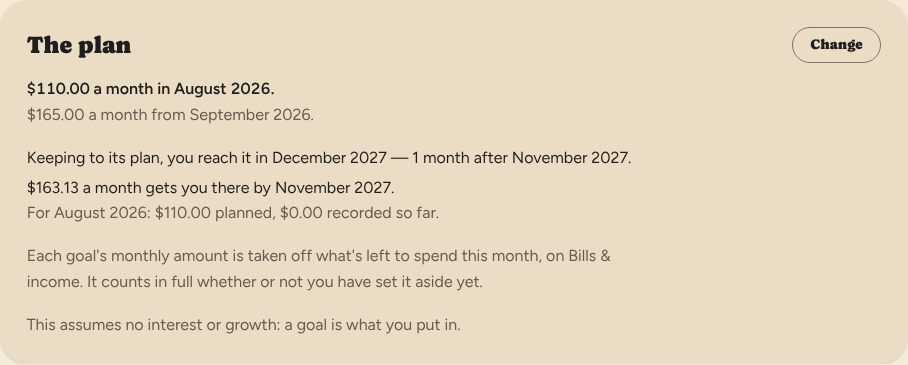 The plan
Change
$110.00 a month in August 2026.
$165.00 a month from September 2026.
Keeping to its plan, you reach it in December 2027 — 1 month after November 2027.
$163.13 a month gets you there by November 2027.
For August 2026: $110.00 planned, $0.00 recorded so far.
Each goal's monthly amount is taken off what's left to spend this month, on Bills &
income. It counts in full whether or not you have set it aside yet.
This assumes no interest or growth: a goal is what you put in.